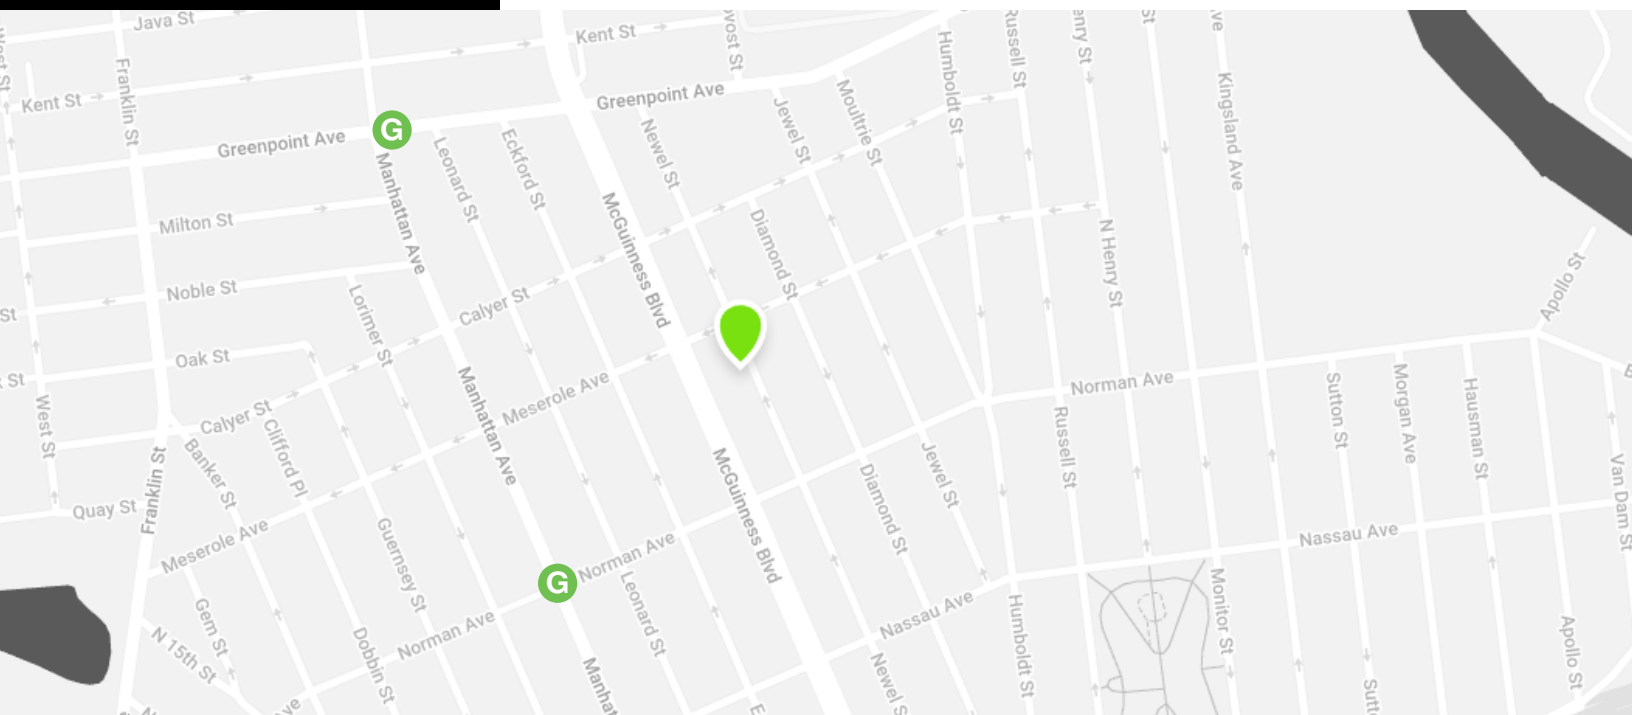 Java St
Kent St
Kent St
Greenpoint Ave
Greenpoint Ave
G
Franklin St
Milton St
Noble St
Oak St
Calyer St
Calyer St
Lorimer St
Clifford Pl
Banker St
West St
Quay St
Franklin St
Meserole Ave
Meserole Ave
Guernsey St
Gem St
N 15th St
Dobbin St
Norman Ave
G
Norman Ave
Manhattan Ave
Manhattan Ave
Leonard St
Leonard St
Eckford St
Newel St
McGuinness Blvd
McGuinness Blvd
Diamond St
Diamond St
Jewel St
Jewel St
Moultrie St
Humboldt St
Humboldt St
Russell St
Russell St
N Henry St
Kingsland Ave
Norman Ave
Nassau Ave
Nassau Ave
Monitor St
Sutton St
Morgan Ave
Hausman St
Apollo St
Apollo St
Van Dam St
St
St
St